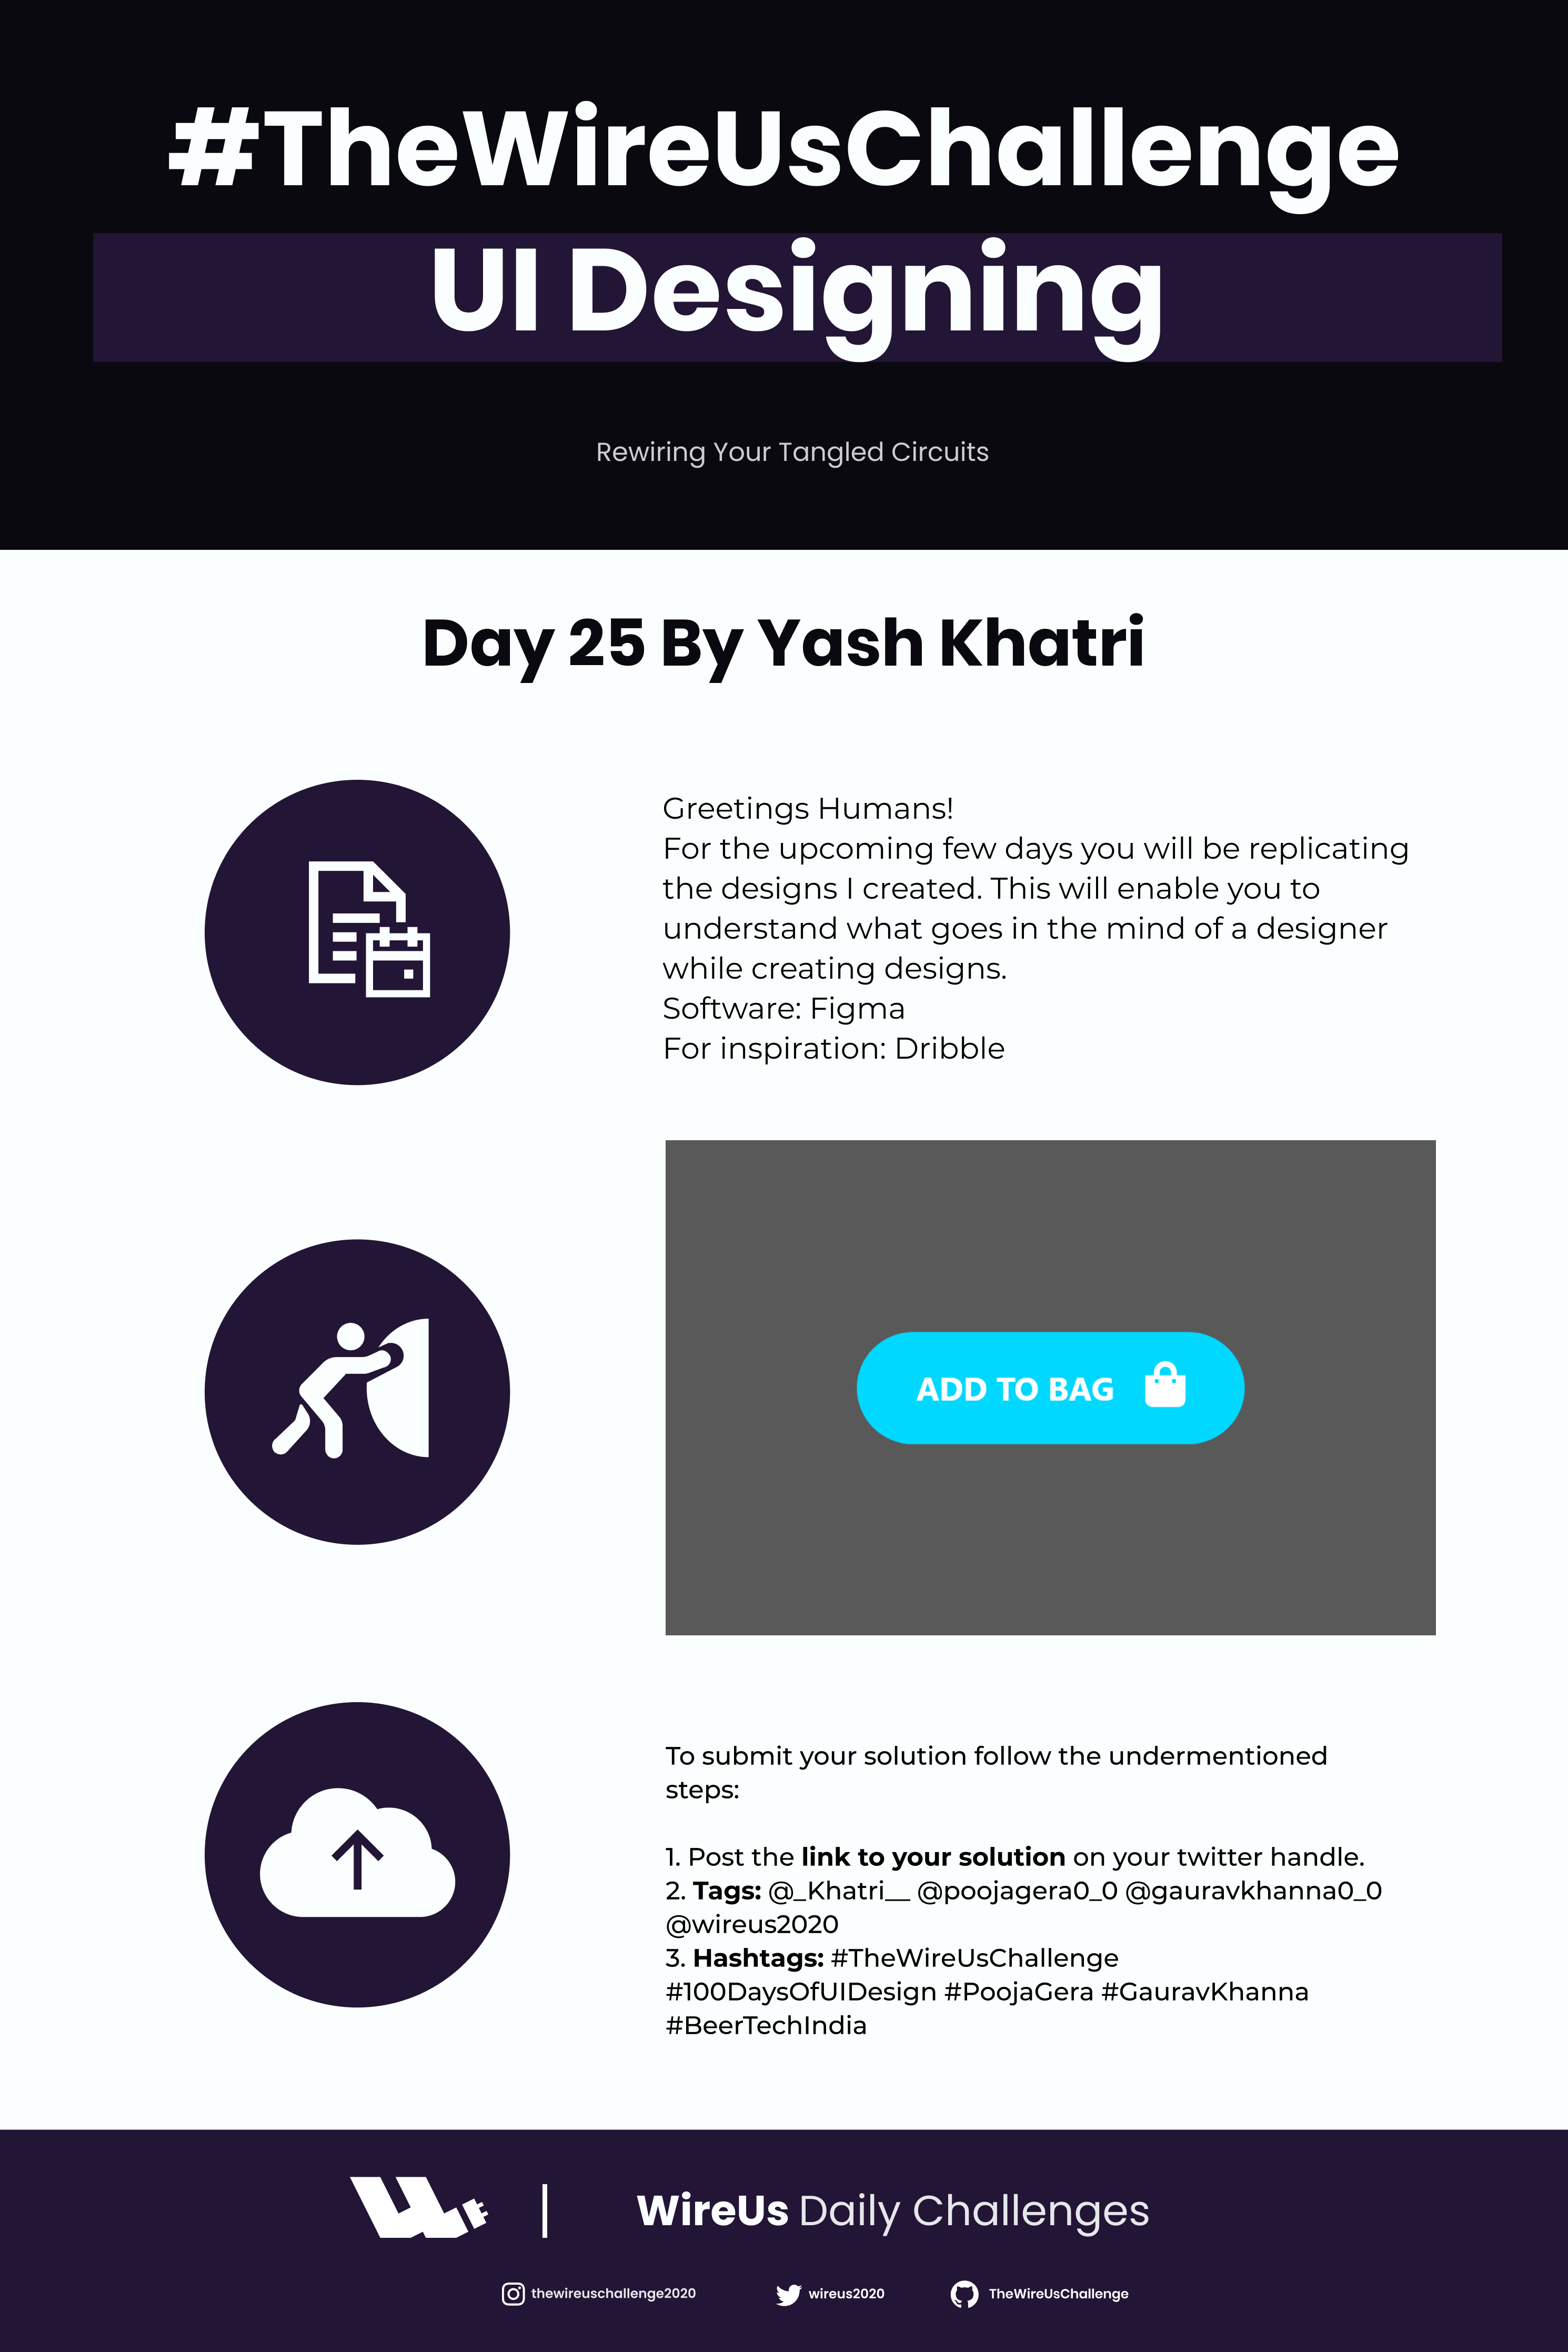 #TheWireUsChallenge
UI Designing
Rewiring Your Tangled Circuits
Day 25 By Yash Khatri
Greetings Humans!
For the upcoming few days you will be replicating
the designs I created. This will enable you to
understand what goes in the mind of a designer
while creating designs.
Software: Figma
For inspiration: Dribble
ADD TO BAG
To submit your solution follow the undermentioned
steps:
1. Post the link to your solution on your twitter handle.
2. Tags: @_Khatri__ @poojagera0_0 @gauravkhanna0_0
@wireus2020
3. Hashtags: #TheWireUsChallenge
#100DaysOfUIDesign #PoojaGera #GauravKhanna
#BeerTechIndia
WireUs Daily Challenges
thewireuschallenge2020 wireus2020 TheWireUsChallenge